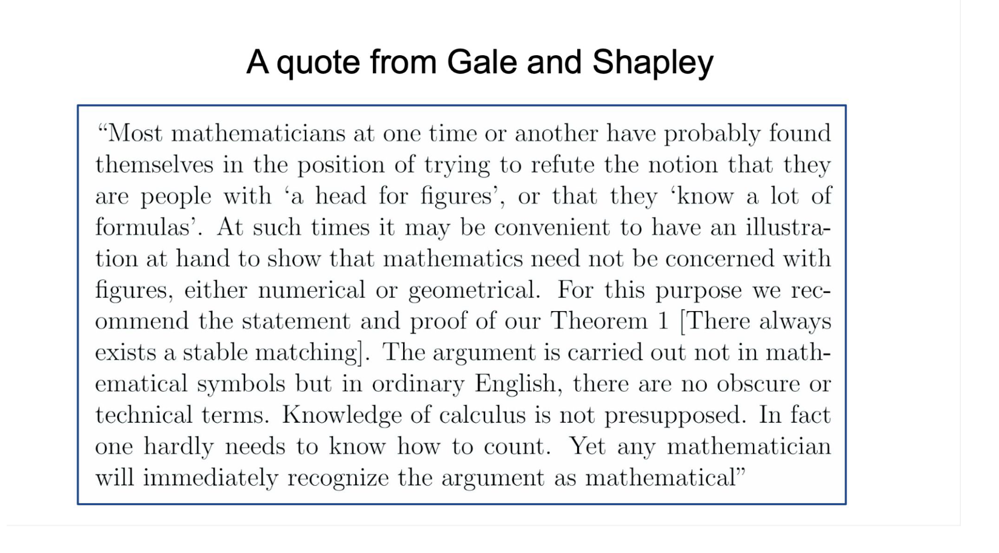 A quote from Gale and Shapley
“Most mathematicians at one time or another have probably found
themselves in the position of trying to refute the notion that they
are people with ‘a head for figures’, or that they ‘know a lot of
formulas’. At such times it may be convenient to have an illustra-
tion at hand to show that mathematics need not be concerned with
figures, either numerical or geometrical. For this purpose we rec-
ommend the statement and proof of our Theorem 1 [There always
exists a stable matching]. The argument is carried out not in math-
ematical symbols but in ordinary English, there are no obscure or
technical terms. Knowledge of calculus is not presupposed. In fact
one hardly needs to know how to count. Yet any mathematician
will immediately recognize the argument as mathematical”